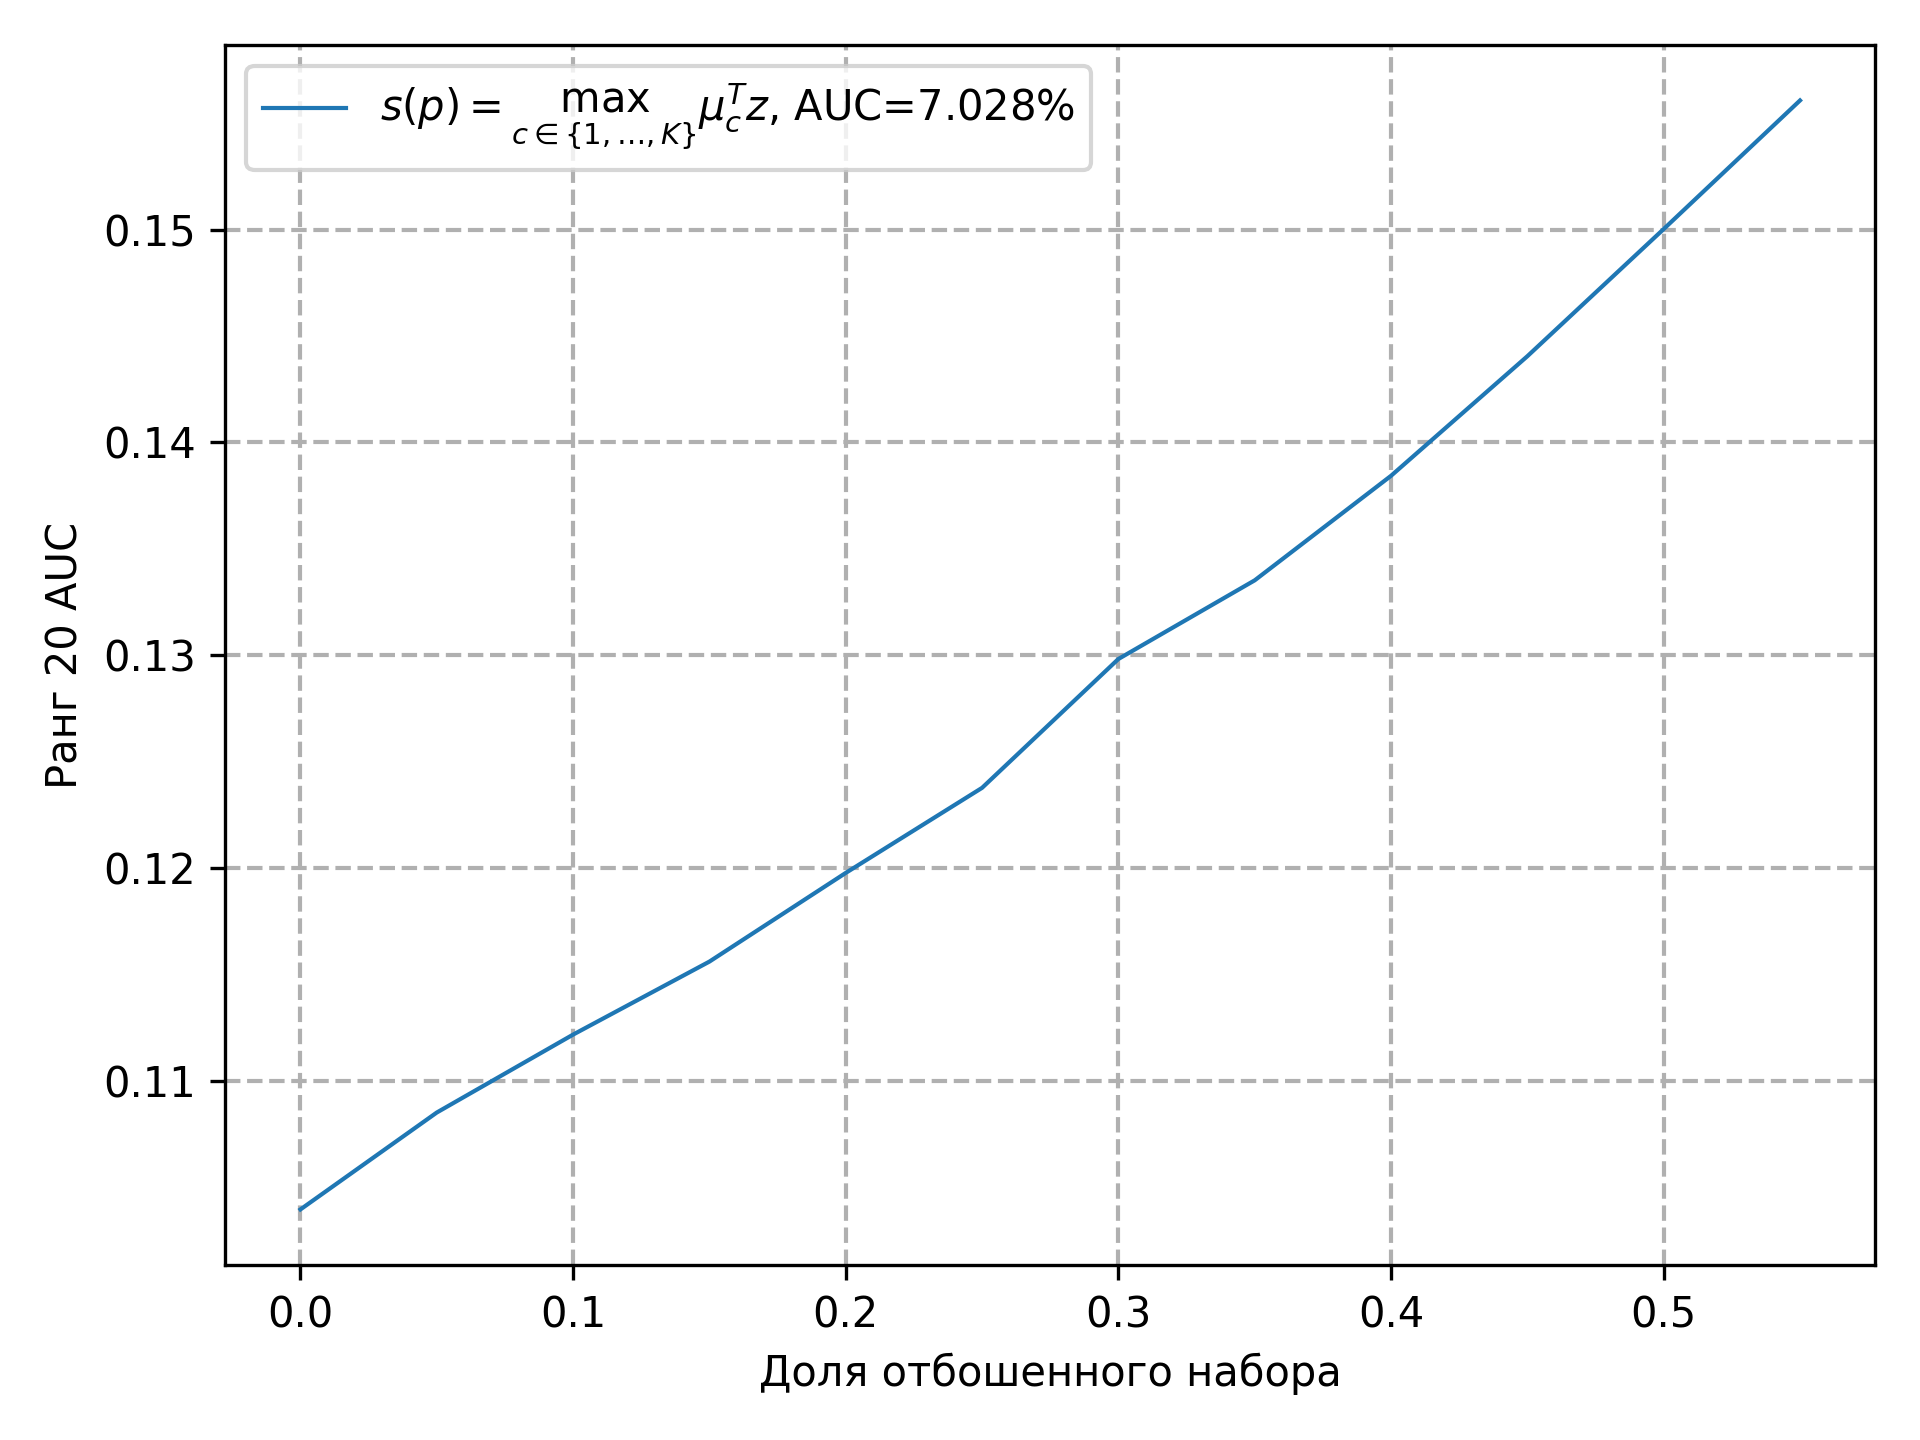 s(p) = max c∈{1,...,K} μ_c^T z, AUC=7.028%
0.15
0.14
0.13
0.12
0.11
Ранг 20 AUC
0.0 0.1 0.2 0.3 0.4 0.5
Доля отбошенного набора